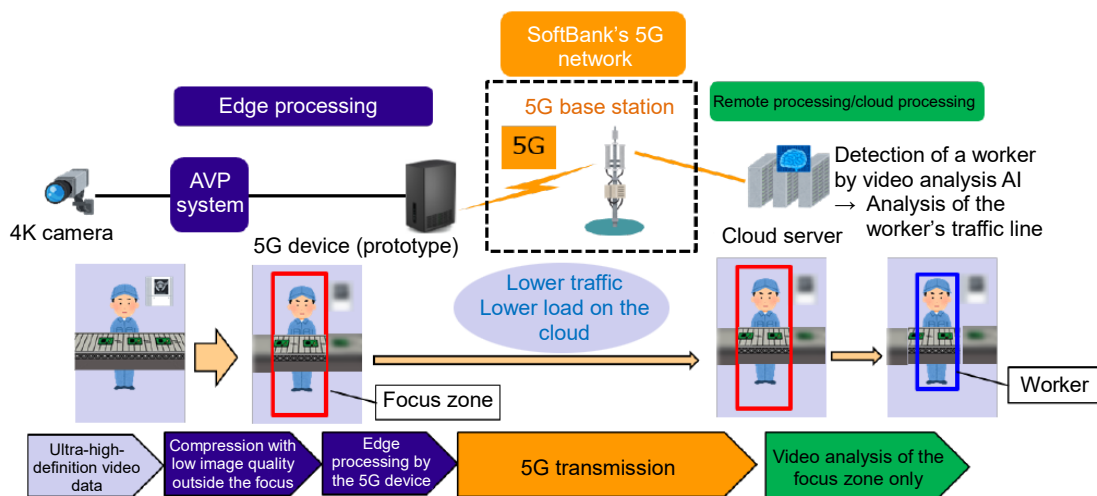 SoftBank's 5G
network
Edge processing
5G base station
Remote processing/cloud processing
5G
AVP
system
Detection of a worker
by video analysis AI
→ Analysis of the
worker's traffic line
4K camera
5G device (prototype)
Cloud server
Lower traffic
Lower load on the
cloud
Focus zone
Worker
Ultra-high-
definition video
data
Compression with
low image quality
outside the focus
Edge
processing by
the 5G device
5G transmission
Video analysis of the
focus zone only